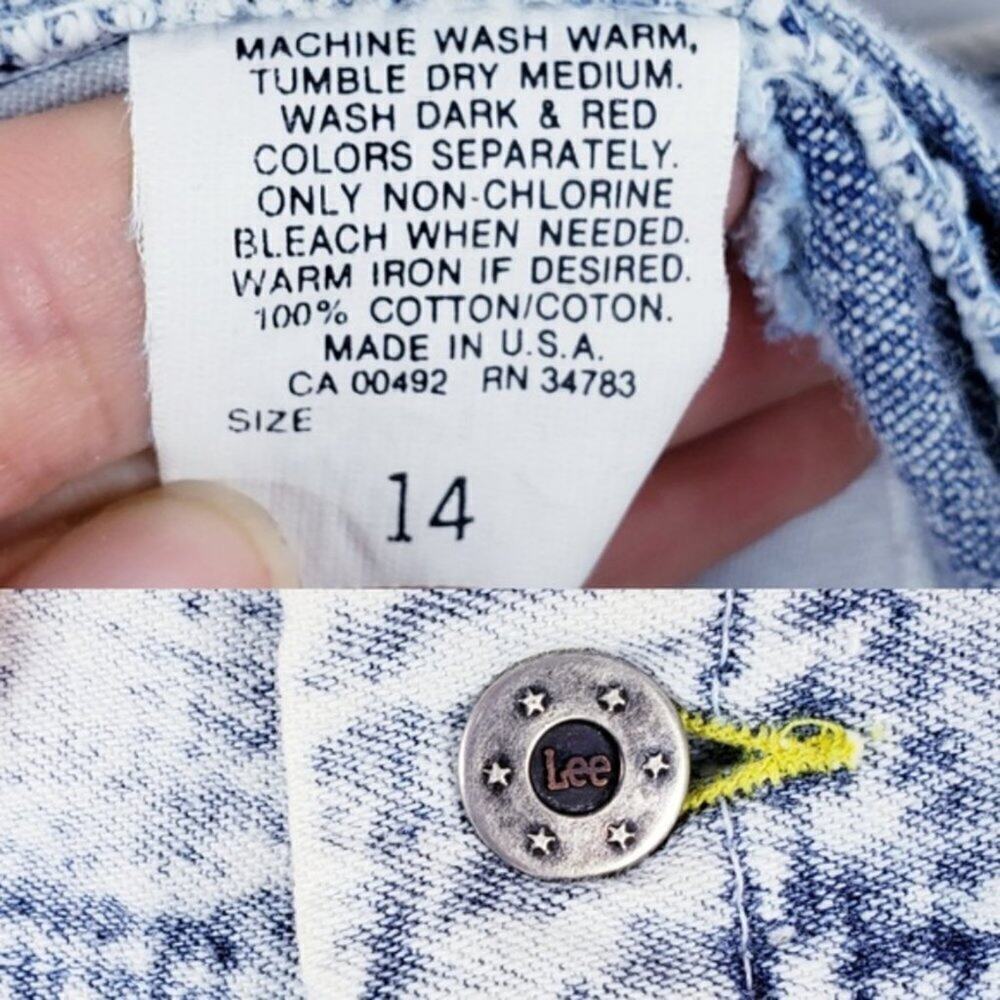 MACHINE WASH WARM,
TUMBLE DRY MEDIUM.
WASH DARK & RED
COLORS SEPARATELY.
ONLY NON-CHLORINE
BLEACH WHEN NEEDED.
WARM IRON IF DESIRED.
100% COTTON/COTON.
MADE IN U.S.A.
CA 00492 RN 34783
SIZE
14
Lee